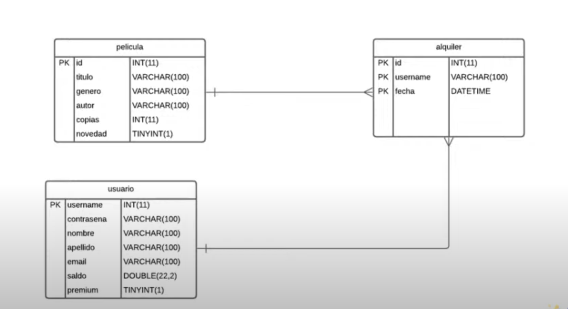 pelicula
PK id INT(11)
titulo VARCHAR(100)
genero VARCHAR(100)
autor VARCHAR(100)
copias INT(11)
novedad TINYINT(1)
alquiler
PK id INT(11)
PK username VARCHAR(100)
PK fecha DATETIME
usuario
PK username INT(11)
contrasena VARCHAR(100)
nombre VARCHAR(100)
apellido VARCHAR(100)
email VARCHAR(100)
saldo DOUBLE(22,2)
premium TINYINT(1)